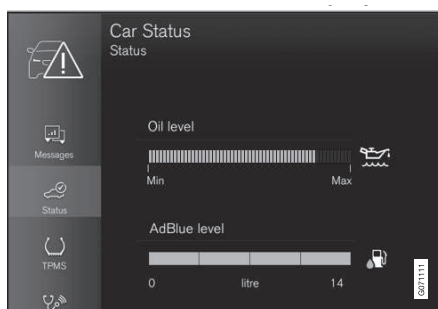 Car Status
Status
Messages
Status
TPMS
Oil level
Min Max
AdBlue level
0 litre 14
G071111